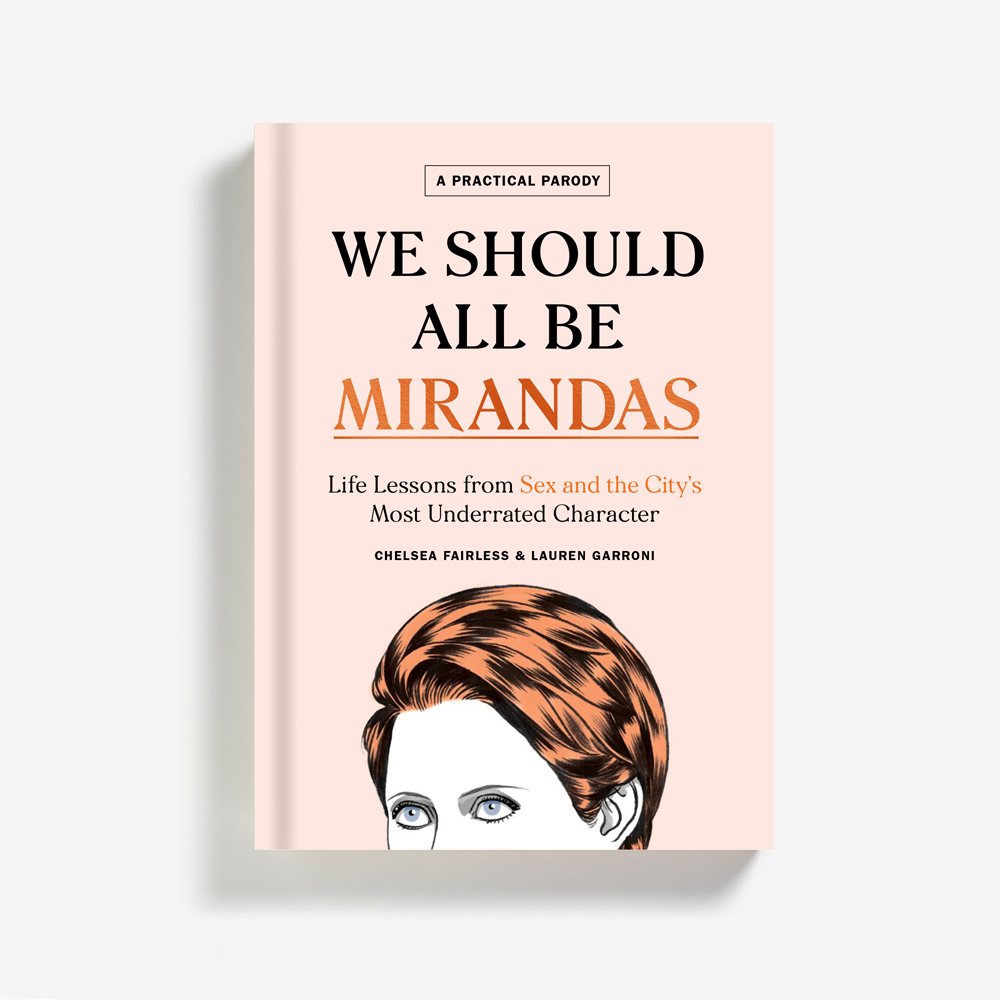 A PRACTICAL PARODY
WE SHOULD
ALL BE
MIRANDAS
Life Lessons from Sex and the City's
Most Underrated Character
CHELSEA FAIRLESS & LAUREN GARRONI